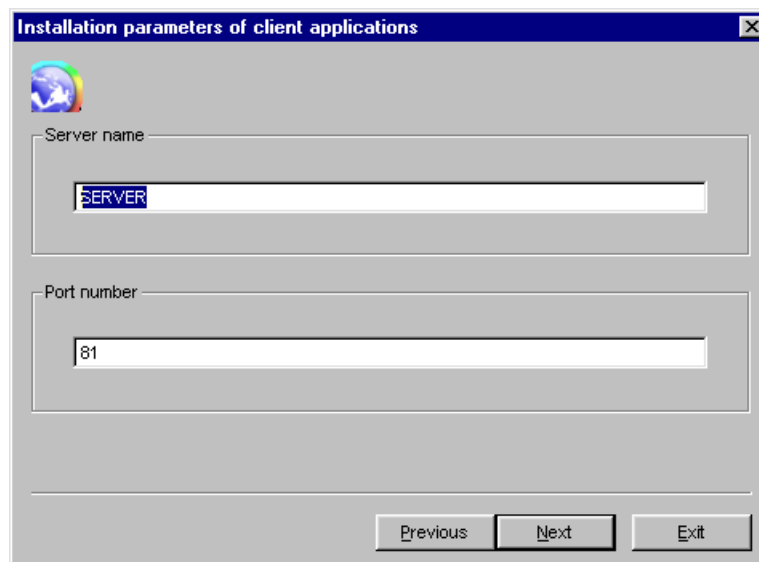 Installation parameters of client applications
Server name
SERVER
Port number
81
Previous Next Exit